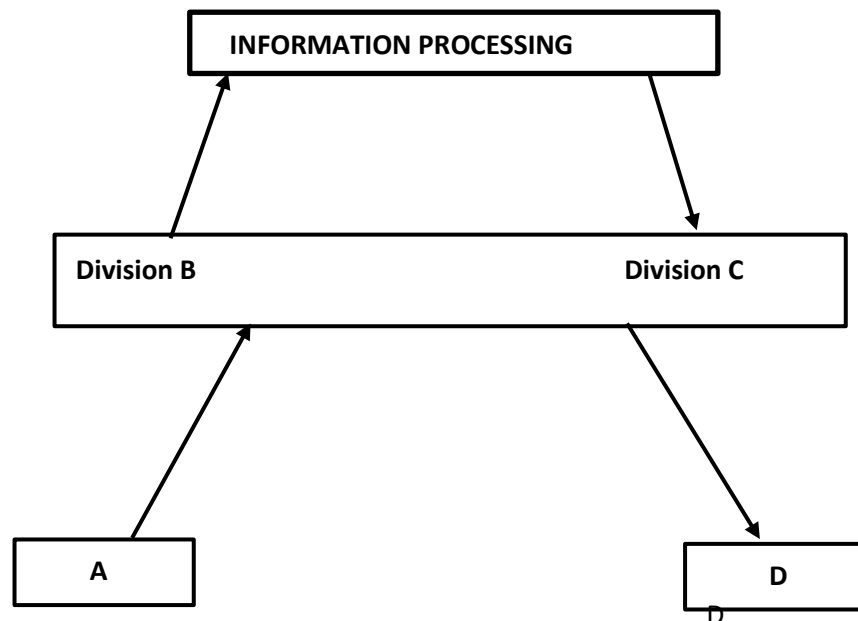 INFORMATION PROCESSING
Division B
Division C
A
D
D